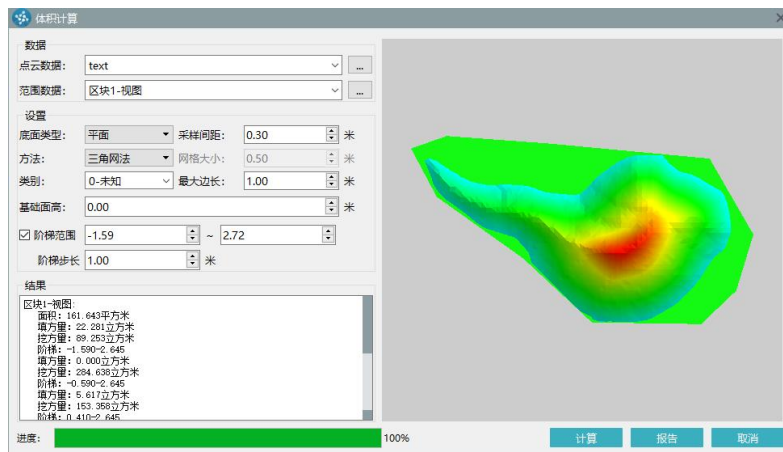 体积计算
数据
点云数据: text ...
范围数据: 区块1-视图 ...
设置
底面类型: 平面 采样间距: 0.30 米
方法: 三角网法 网格大小: 0.50 米
类别: 0-未知 最大边长: 1.00 米
基础面高: 0.00 米
阶梯范围 -1.59 ~ 2.72
阶梯步长 1.00 米
结果
区块1-视图:
面积: 161.643平方米
填方量: 22.281立方米
挖方量: 89.253立方米
阶梯: -1.590-2.645
填方量: 0.000立方米
挖方量: 284.638立方米
阶梯: -0.590-2.645
填方量: 5.617立方米
挖方量: 153.358立方米
阶梯: 0.410-2.645
进度: 100% 计算 报告 取消